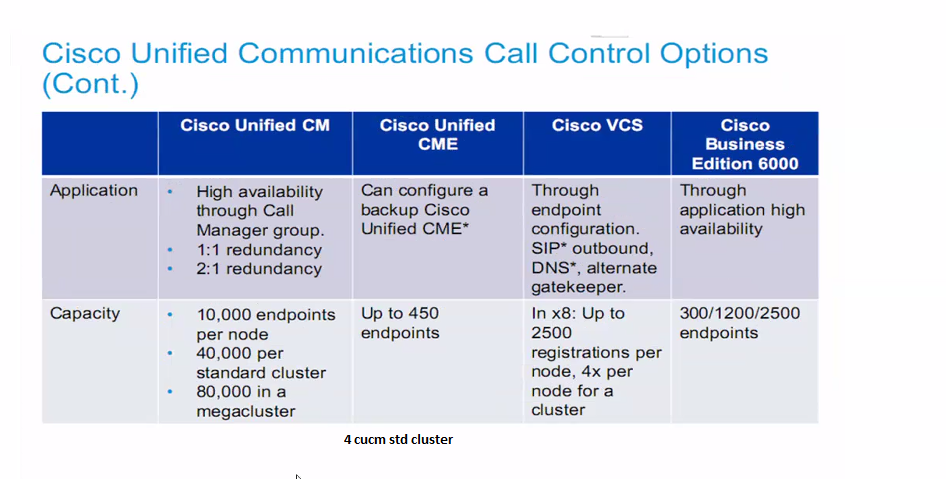 Cisco Unified Communications Call Control Options
(Cont.)
Cisco Unified CM
Cisco Unified
CME
Cisco VCS
Cisco
Business
Edition 6000
Application
• High availability
through Call
Manager group.
• 1:1 redundancy
• 2:1 redundancy
Can configure a
backup Cisco
Unified CME*
Through
endpoint
configuration.
SIP* outbound,
DNS*, alternate
gatekeeper.
Through
application high
availability
Capacity
• 10,000 endpoints
per node
• 40,000 per
standard cluster
• 80,000 in a
megacluster
Up to 450
endpoints
In x8: Up to
2500
registrations per
node, 4x per
node for a
cluster
300/1200/2500
endpoints
4 cucm std cluster